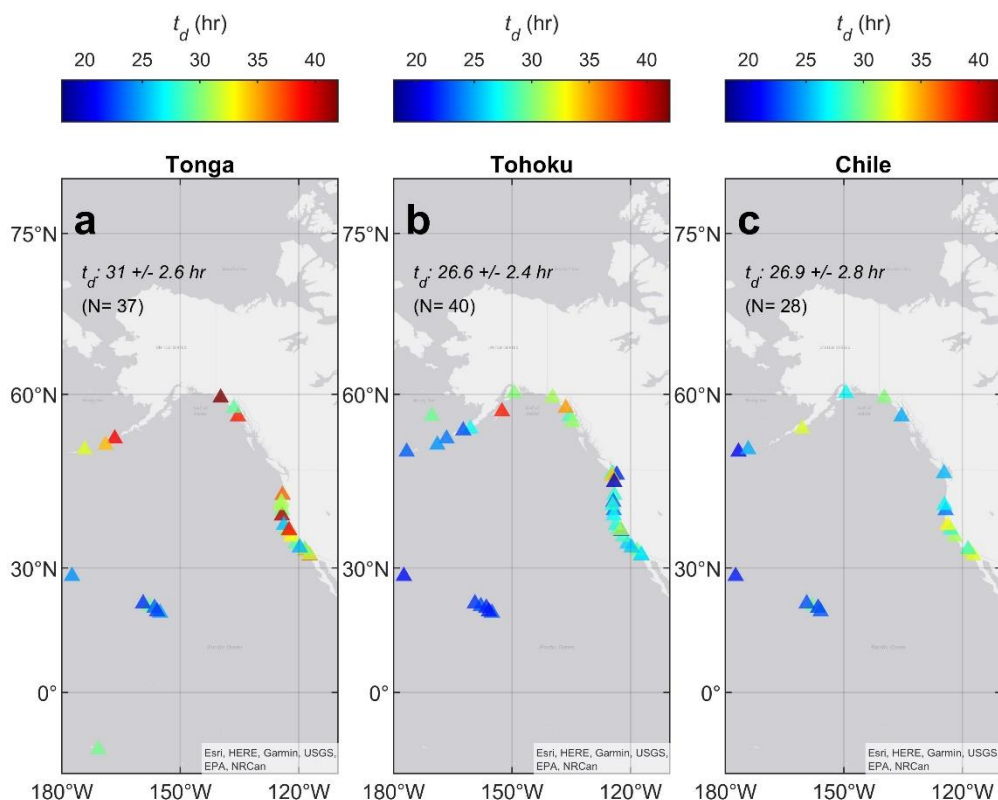 t_d (hr)
t_d (hr)
t_d (hr)
20 25 30 35 40
20 25 30 35 40
20 25 30 35 40
Tonga
Tohoku
Chile
a
b
c
t_d: 31 +/- 2.6 hr
(N= 37)
t_d: 26.6 +/- 2.4 hr
(N= 40)
t_d: 26.9 +/- 2.8 hr
(N= 28)
75°N
60°N
30°N
0°
75°N
60°N
30°N
0°
75°N
60°N
30°N
0°
Esri, HERE, Garmin, USGS,
EPA, NRCan
Esri, HERE, Garmin, USGS,
EPA, NRCan
Esri, HERE, Garmin, USGS,
EPA, NRCan
180°W 150°W 120°W
180°W 150°W 120°W
180°W 150°W 120°W